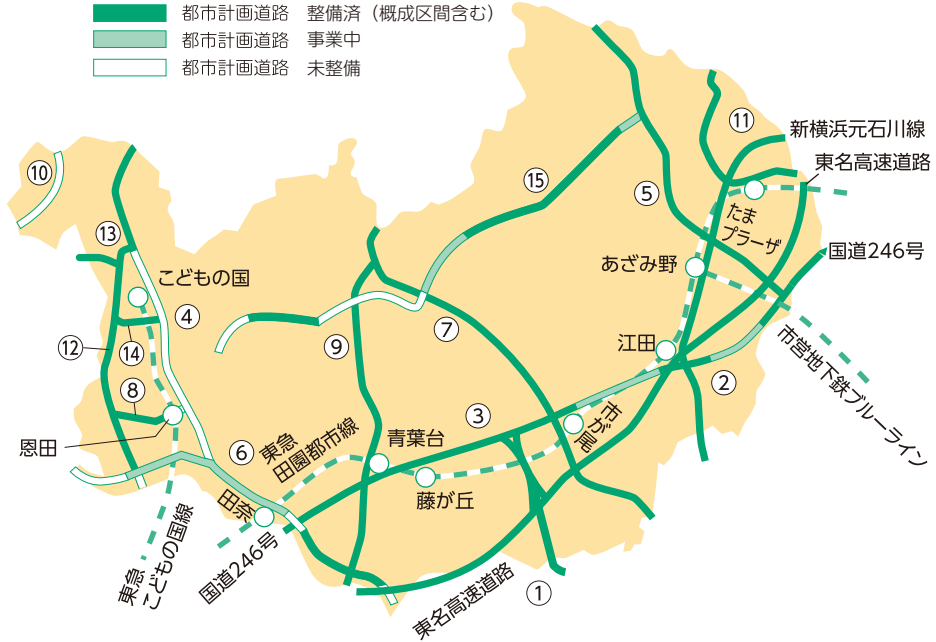 都市計画道路　整備済（概成区間含む）
都市計画道路　事業中
都市計画道路　未整備
⑪
新横浜元石川線
東名高速道路
⑩
⑮
⑤
たま
プラーザ
⑬
国道246号
こどもの国
あざみ野
④
⑦
⑨
江田
⑫
⑭
市営地下鉄ブルーライン
②
⑧
③
市が尾
恩田
⑥
東急
田園都市線
青葉台
藤が丘
田奈
東急
こどもの国線
国道246号
東名高速道路
①